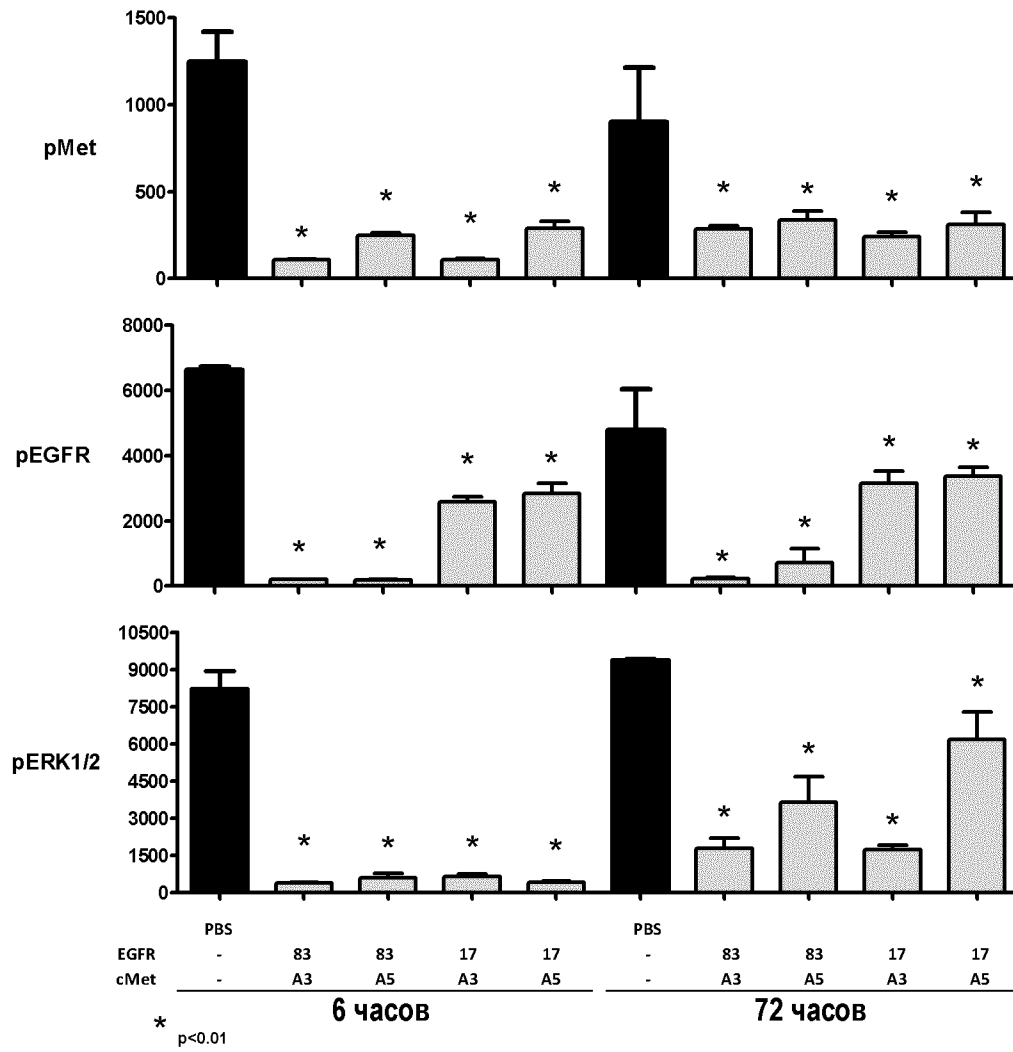 1500
1000
pMet
500
0
* * * * * * * *
8000
6000
pEGFR
4000
2000
0
* * * * * * * *
10500
9000
7500
6000
pERK1/2
4500
3000
1500
0
* * * * * * * *
PBS PBS
EGFR - 83 83 17 17 - 83 83 17 17
cMet - A3 A5 A3 A5 - A3 A5 A3 A5
6 часов 72 часов
* p<0.01